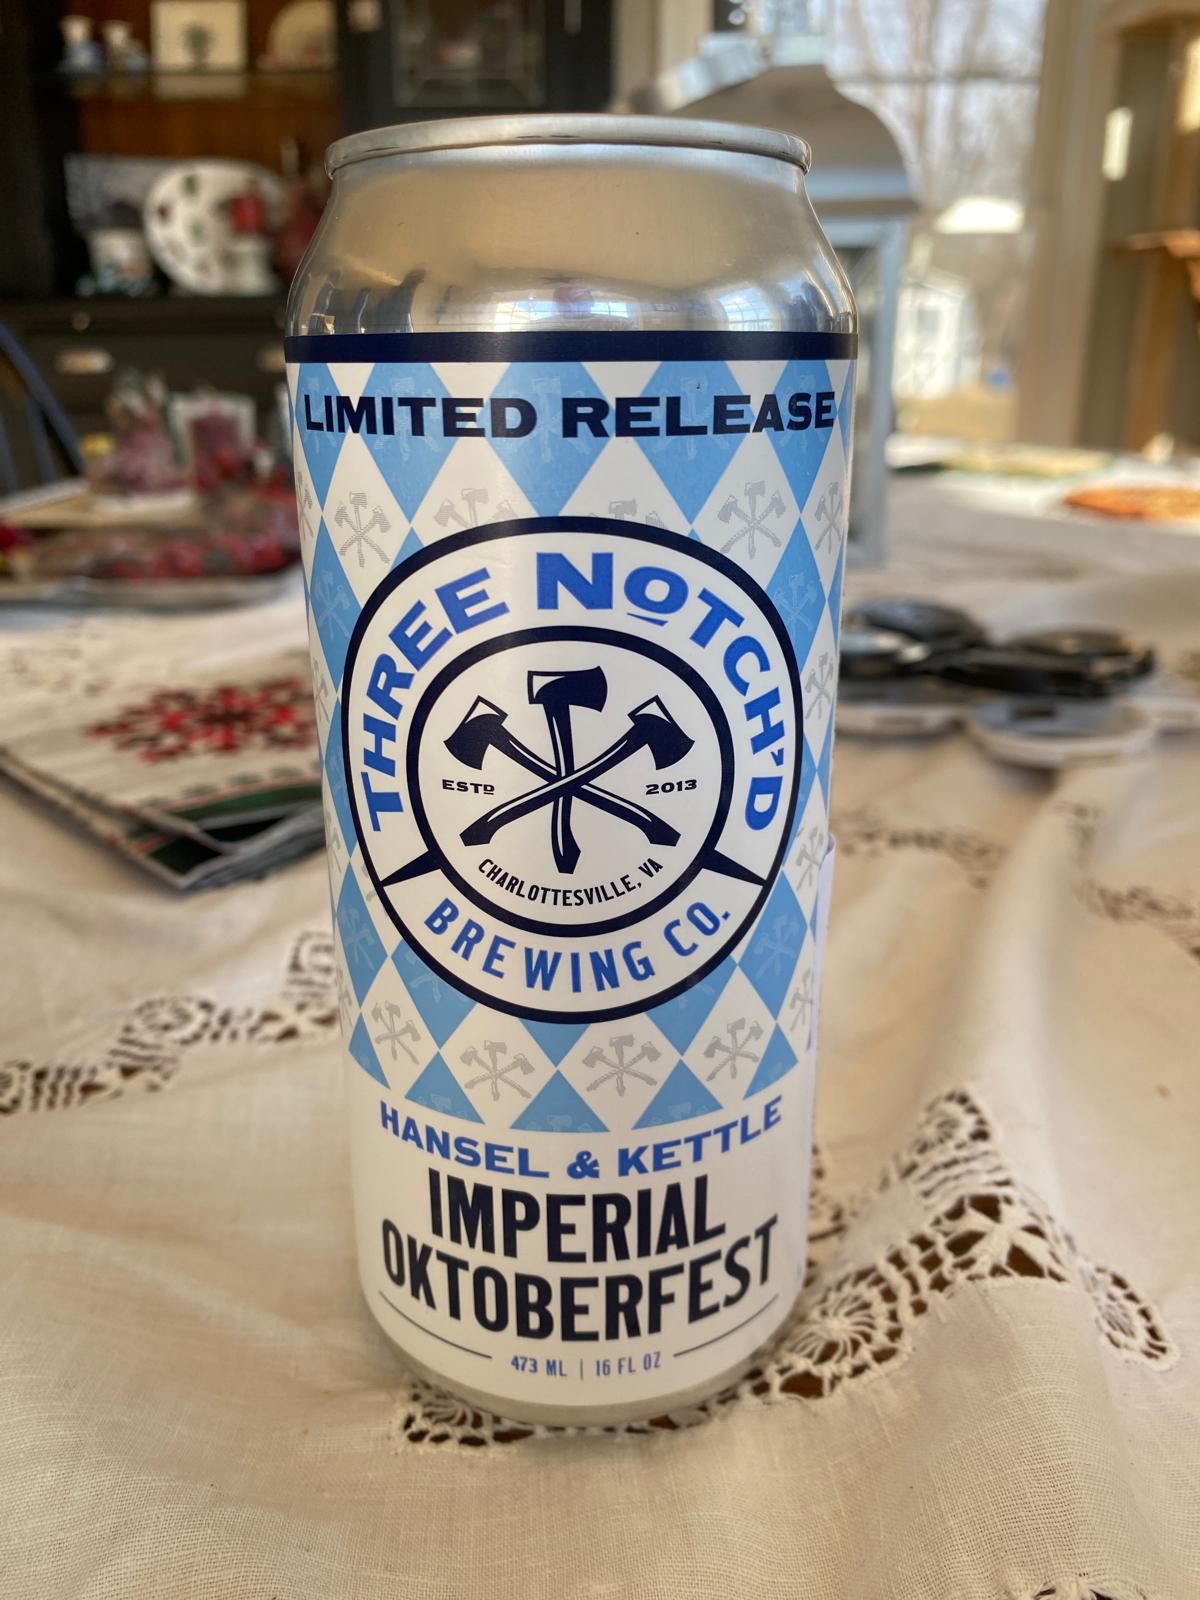 LIMITED RELEASE
THREE NOTCH'D
ESTD 2013
CHARLOTTESVILLE, VA
BREWING CO.
HANSEL & KETTLE
IMPERIAL
OKTOBERFEST
473 ML | 16 FL OZ